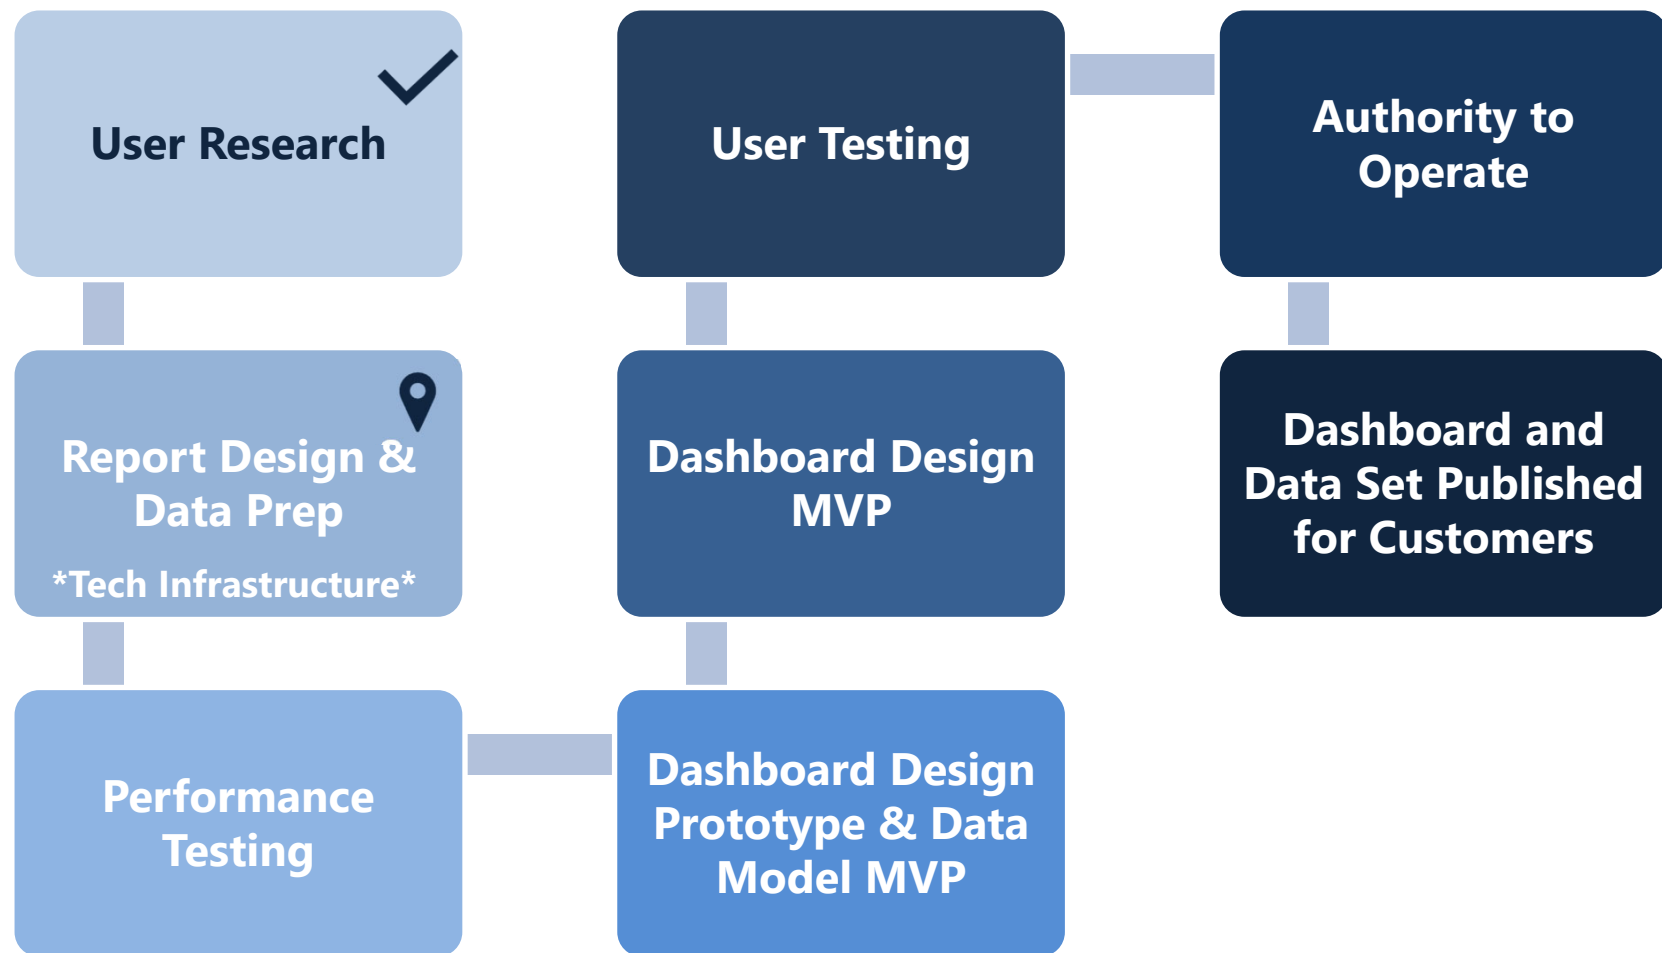 User Research
Report Design &
Data Prep
*Tech Infrastructure*
Performance
Testing
Dashboard Design
Prototype & Data
Model MVP
Dashboard Design
MVP
User Testing
Authority to
Operate
Dashboard and
Data Set Published
for Customers